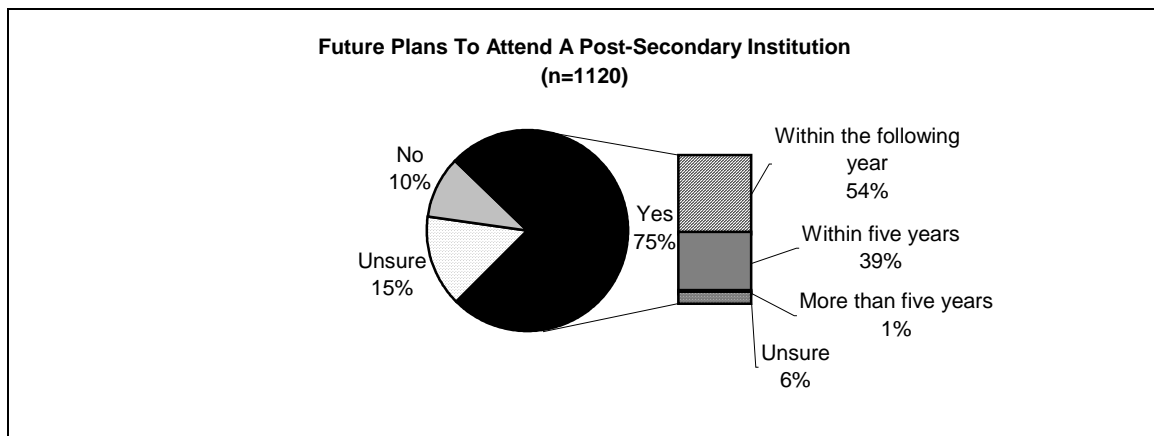 Future Plans To Attend A Post-Secondary Institution
(n=1120)
No
10%
Unsure
15%
Yes
75%
Within the following
year
54%
Within five years
39%
More than five years
1%
Unsure
6%